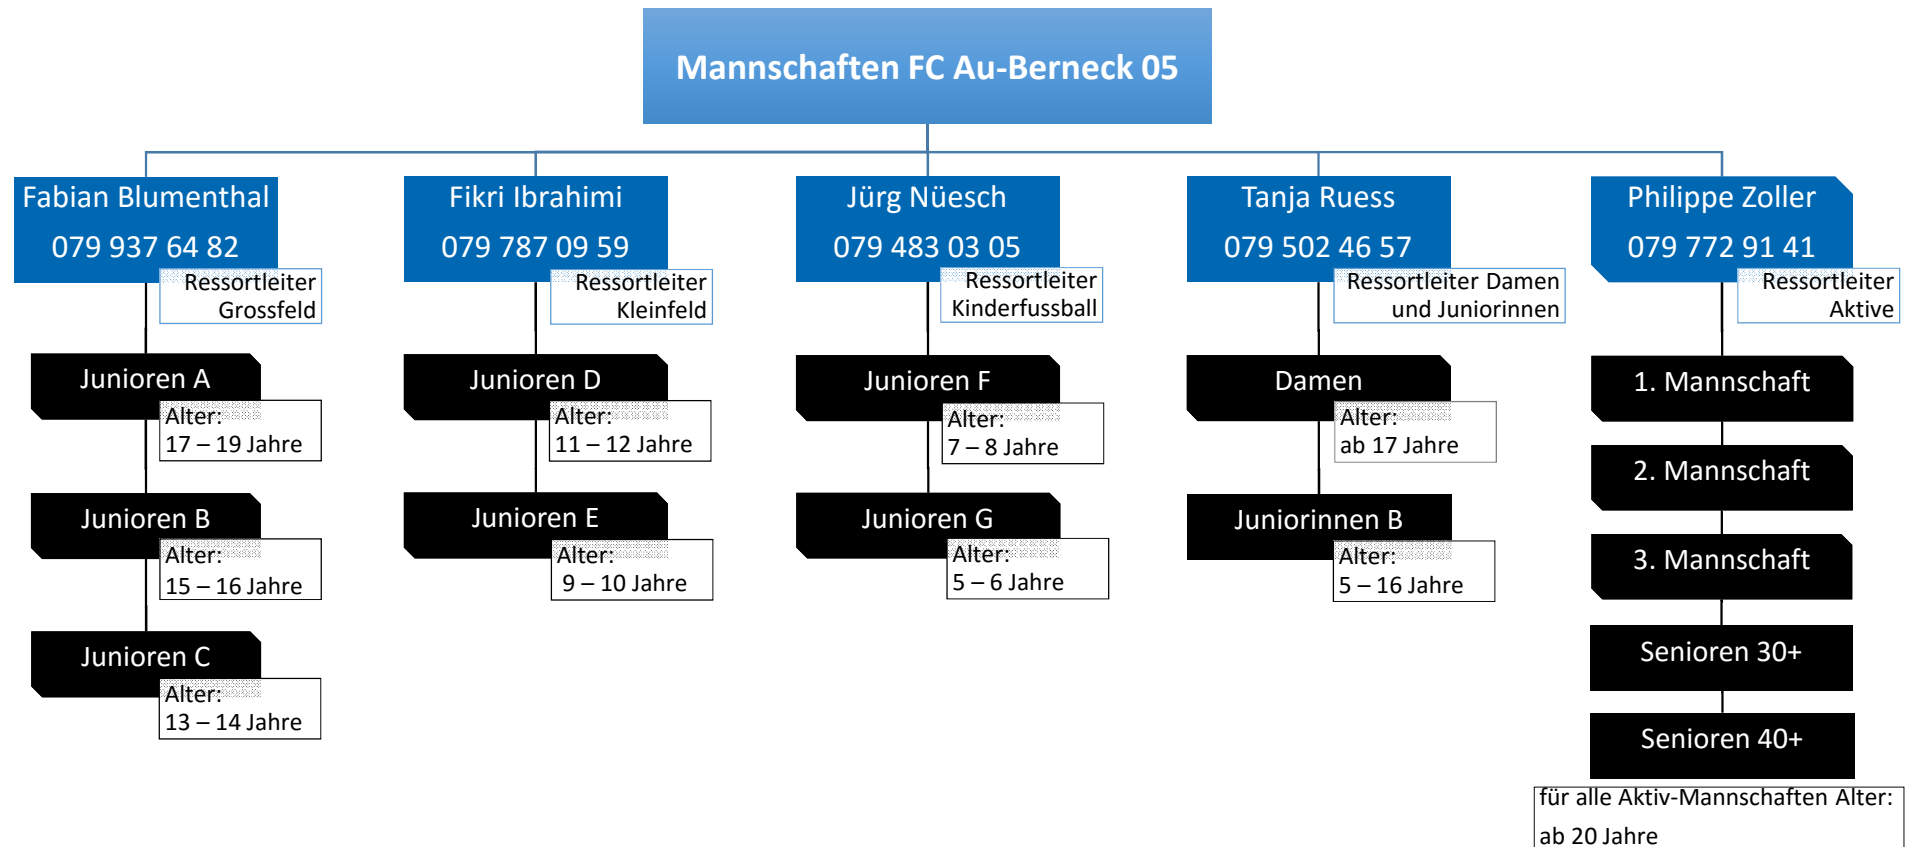 Mannschaften FC Au-Berneck 05
Fabian Blumenthal
079 937 64 82
Ressortleiter
Grossfeld
Junioren A
Alter:
17 – 19 Jahre
Junioren B
Alter:
15 – 16 Jahre
Junioren C
Alter:
13 – 14 Jahre
Fikri Ibrahimi
079 787 09 59
Ressortleiter
Kleinfeld
Junioren D
Alter:
11 – 12 Jahre
Junioren E
Alter:
9 – 10 Jahre
Jürg Nüesch
079 483 03 05
Ressortleiter
Kinderfussball
Junioren F
Alter:
7 – 8 Jahre
Junioren G
Alter:
5 – 6 Jahre
Tanja Ruess
079 502 46 57
Ressortleiter Damen
und Juniorinnen
Damen
Alter:
ab 17 Jahre
Juniorinnen B
Alter:
5 – 16 Jahre
Philippe Zoller
079 772 91 41
Ressortleiter
Aktive
1. Mannschaft
2. Mannschaft
3. Mannschaft
Senioren 30+
Senioren 40+
für alle Aktiv-Mannschaften Alter:
ab 20 Jahre